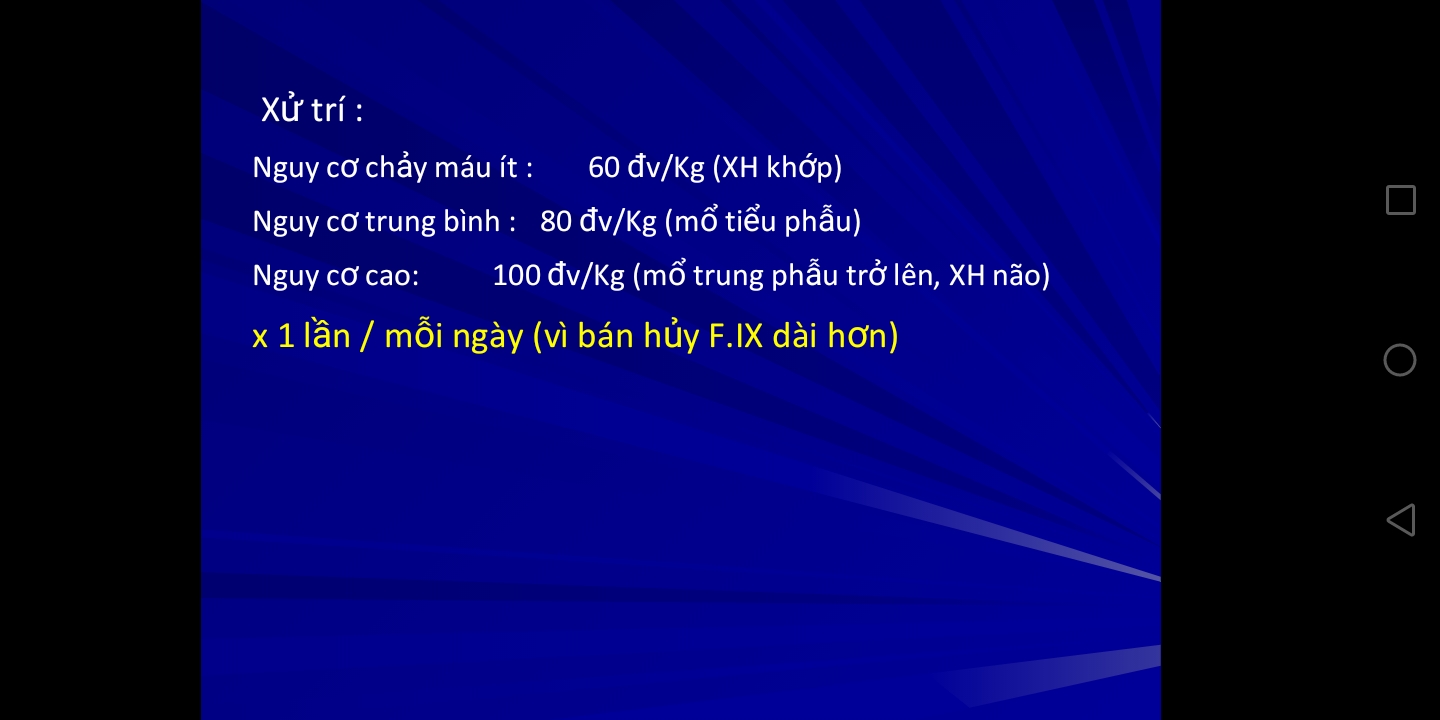 Xử trí :
Nguy cơ chảy máu ít : 60 đv/Kg (XH khớp)
Nguy cơ trung bình : 80 đv/Kg (mổ tiểu phẫu)
Nguy cơ cao: 100 đv/Kg (mổ trung phẫu trở lên, XH não)
x 1 lần / mỗi ngày (vì bán hủy F.IX dài hơn)